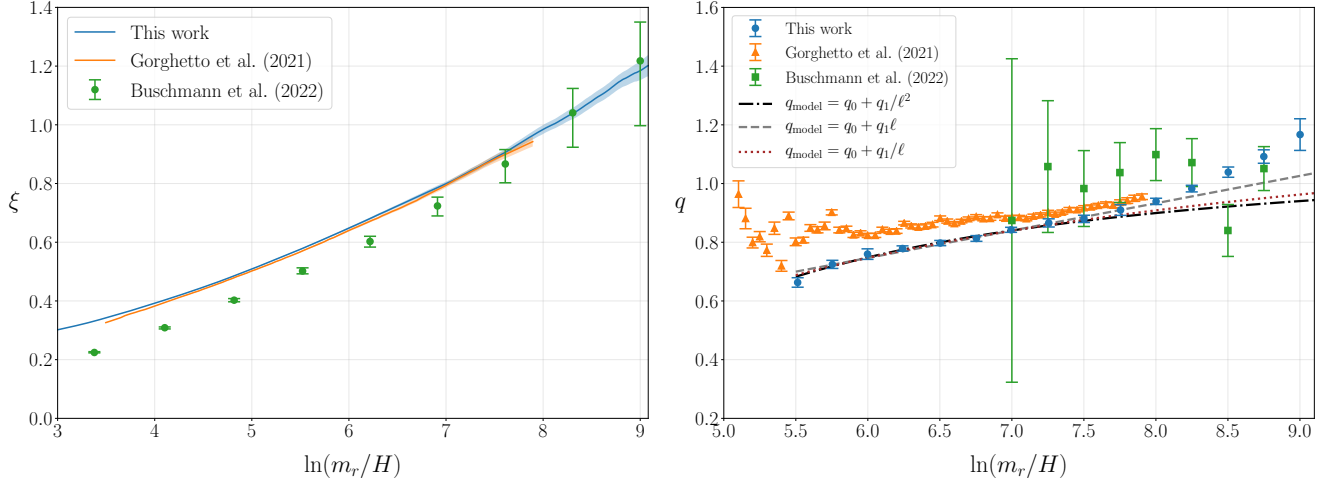 This work
Gorghetto et al. (2021)
Buschmann et al. (2022)
1.4
1.2
1.0
0.8
0.6
0.4
0.2
0.0
ξ
3
4
5
6
7
8
9
ln(m_r/H)
This work
Gorghetto et al. (2021)
Buschmann et al. (2022)
q_model = q_0 + q_1/ℓ^2
q_model = q_0 + q_1ℓ
q_model = q_0 + q_1/ℓ
1.6
1.4
1.2
1.0
0.8
0.6
0.4
0.2
q
5.0
5.5
6.0
6.5
7.0
7.5
8.0
8.5
9.0
ln(m_r/H)